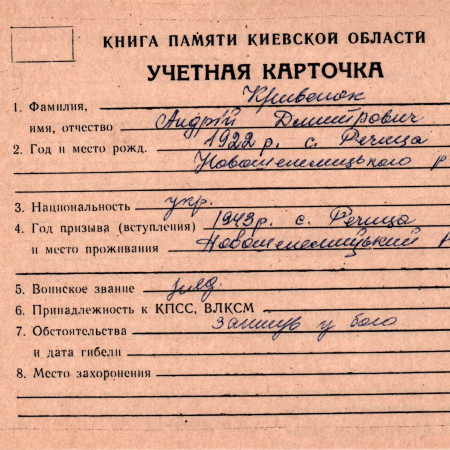 КНИГА ПАМЯТИ КИЕВСКОЙ ОБЛАСТИ
УЧЕТНАЯ КАРТОЧКА
1. Фамилия, Кривенок
имя, отчество Андрій Дмитрович
2. Год и место рожд. 1922 р. с. Речица
3. Национальность укр.
4. Год призыва (вступления) 1943 р. с. Речица
и место проживания
5. Воинское звание
6. Принадлежность к КПСС, ВЛКСМ
7. Обстоятельства загинув у бою
и дата гибели
8. Место захоронения